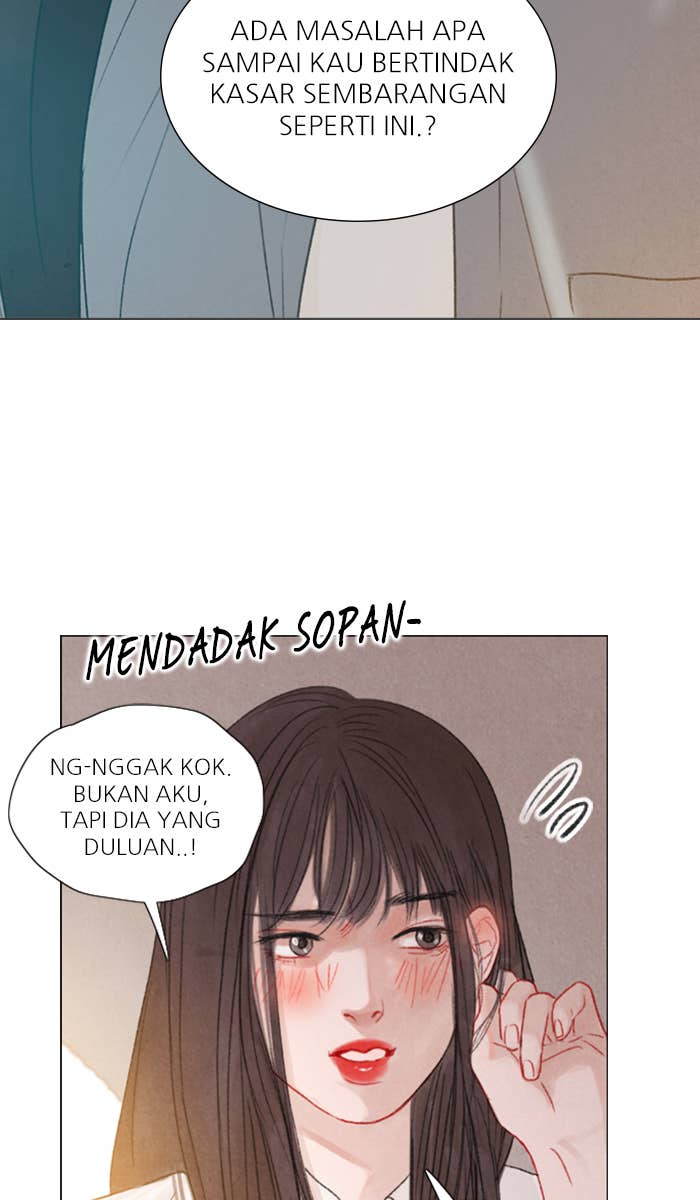 ADA MASALAH APA
SAMPAI KAU BERTINDAK
KASAR SEMBARANGAN
SEPERTI INI.?
MENDADAK SOPAN-
NG-NGGAK KOK.
BUKAN AKU,
TAPI DIA YANG
DULUAN..!